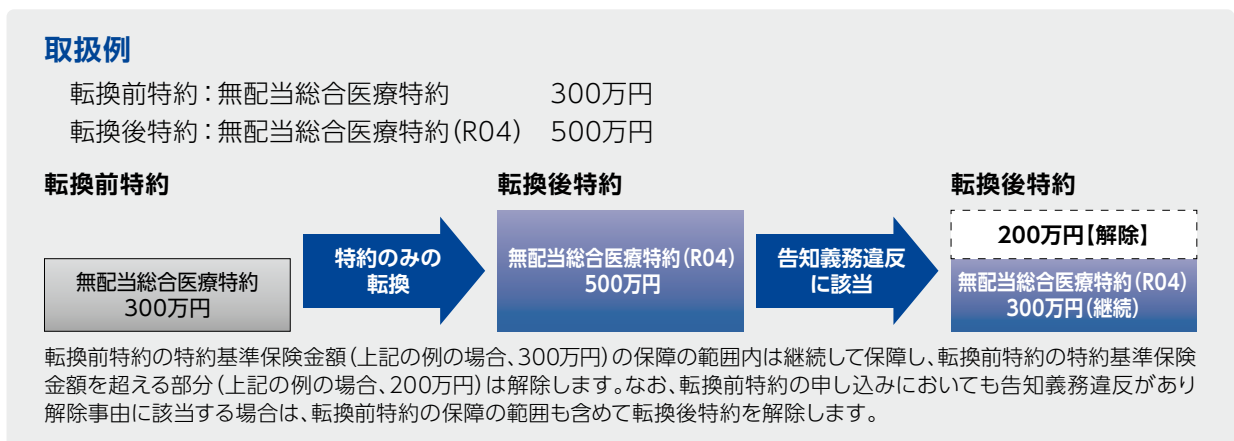 取扱例
転換前特約：無配当総合医療特約 300万円
転換後特約：無配当総合医療特約（R04） 500万円
転換前特約
無配当総合医療特約
300万円
特約のみの
転換
転換後特約
無配当総合医療特約（R04）
500万円
告知義務違反
に該当
転換後特約
200万円【解除】
無配当総合医療特約（R04）
300万円（継続）
転換前特約の特約基準保険金額（上記の例の場合、300万円）の保障の範囲内は継続して保障し、転換前特約の特約基準保険
金額を超える部分（上記の例の場合、200万円）は解除します。なお、転換前特約の申し込みにおいても告知義務違反があり
解除事由に該当する場合は、転換前特約の保障の範囲も含めて転換後特約を解除します。